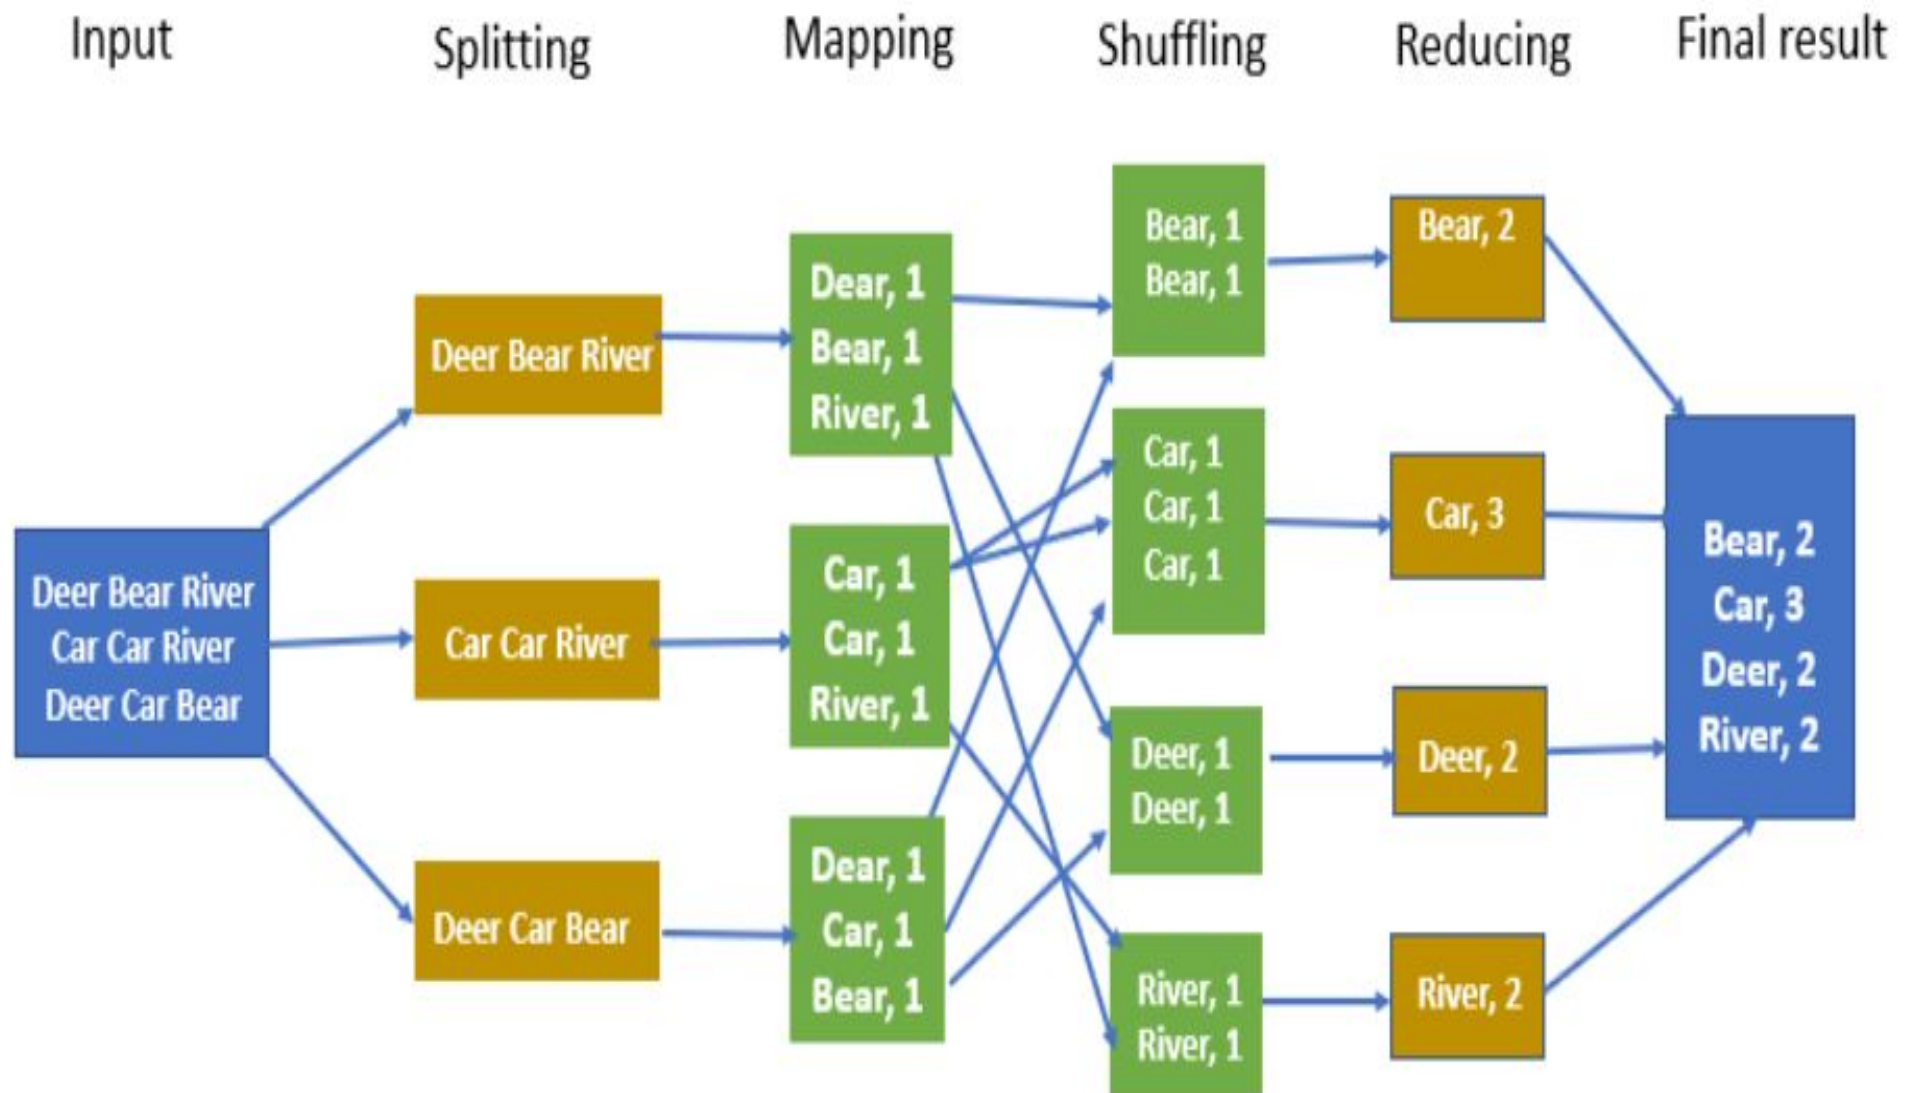 Input
Splitting
Mapping
Shuffling
Reducing
Final result
Deer Bear River
Car Car River
Deer Car Bear
Deer Bear River
Car Car River
Deer Car Bear
Dear, 1
Bear, 1
River, 1
Car, 1
Car, 1
River, 1
Dear, 1
Car, 1
Bear, 1
Bear, 1
Bear, 1
Car, 1
Car, 1
Car, 1
Deer, 1
Deer, 1
River, 1
River, 1
Bear, 2
Car, 3
Deer, 2
River, 2
Bear, 2
Car, 3
Deer, 2
River, 2